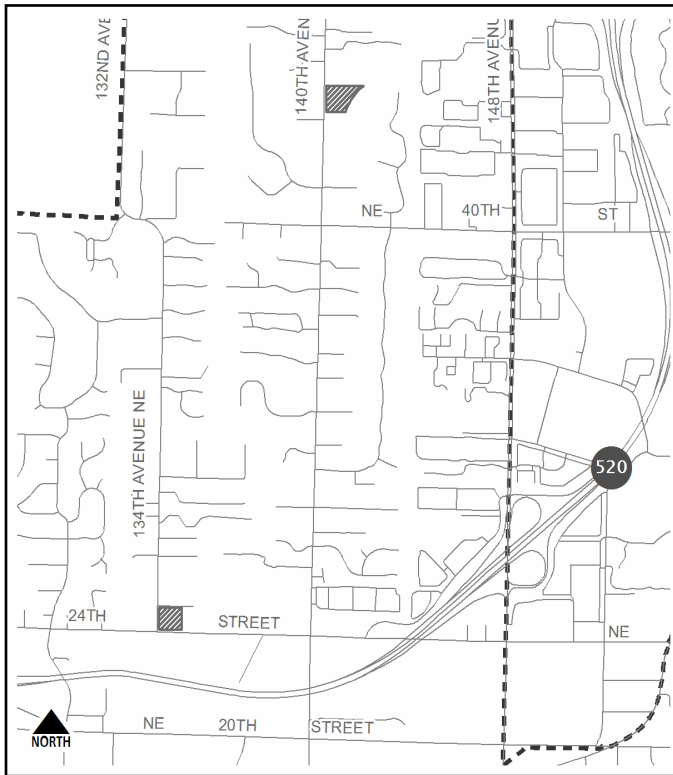 132ND AVE
140TH AVEN
148TH AVENU
NE 40TH ST
134TH AVENUE NE
520
24TH STREET NE
NE 20TH STREET
NORTH